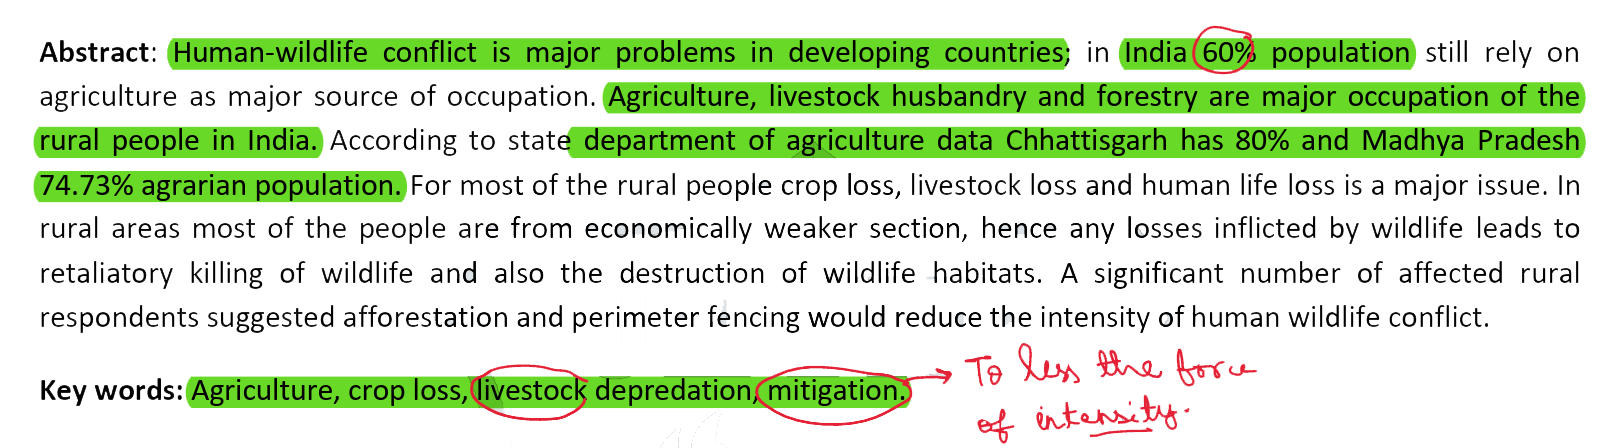 Abstract: Human-wildlife conflict is major problems in developing countries; in India 60% population still rely on
agriculture as major source of occupation. Agriculture, livestock husbandry and forestry are major occupation of the
rural people in India. According to state department of agriculture data Chhattisgarh has 80% and Madhya Pradesh
74.73% agrarian population. For most of the rural people crop loss, livestock loss and human life loss is a major issue. In
rural areas most of the people are from economically weaker section, hence any losses inflicted by wildlife leads to
retaliatory killing of wildlife and also the destruction of wildlife habitats. A significant number of affected rural
respondents suggested afforestation and perimeter fencing would reduce the intensity of human wildlife conflict.
Key words: Agriculture, crop loss, livestock depredation, mitigation.
To less the force
of intensity.